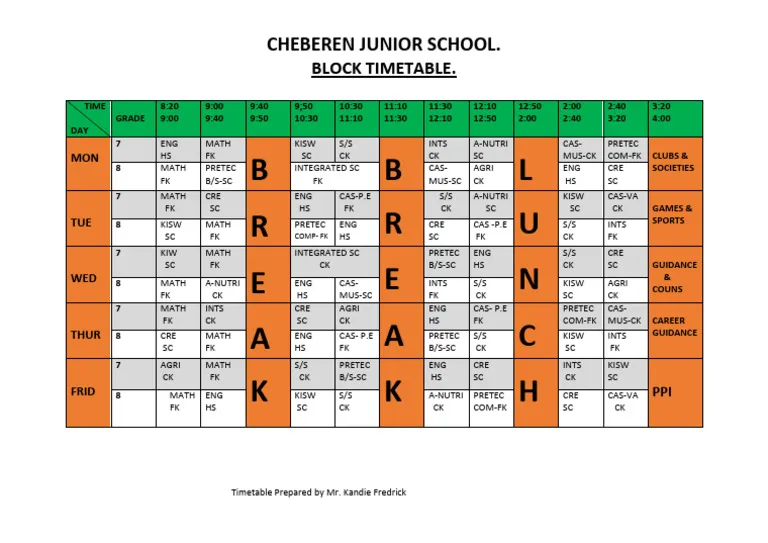 CHEBEREN JUNIOR SCHOOL.
BLOCK TIMETABLE.
TIME DAY GRADE 8:20 9:00 9:00 9:40 9:40 9:50 9;50 10:30 10:30 11:10 11:10 11:30 11:30 12:10 12:10 12:50 12:50 2:00 2:00 2:40 2:40 3:20 3:20 4:00
MON 7 ENG HS MATH FK B KISW SC S/S CK B INTS CK A-NUTRI SC L CAS-MUS-CK PRETEC COM-FK CLUBS & SOCIETIES
8 MATH FK PRETEC B/S-SC INTEGRATED SC FK CAS-MUS-SC AGRI CK ENG HS CRE SC
TUE 7 MATH FK CRE SC R ENG HS CAS-P.E FK R S/S CK A-NUTRI SC U KISW SC CAS-VA CK GAMES & SPORTS
8 KISW SC MATH FK PRETEC COMP- FK ENG HS CRE SC CAS -P.E FK S/S CK INTS FK
WED 7 KIW SC MATH FK E INTEGRATED SC CK E PRETEC B/S-SC ENG HS N S/S CK CRE SC GUIDANCE & COUNS
8 MATH FK A-NUTRI CK ENG HS CAS-MUS-SC INTS FK S/S CK KISW SC AGRI CK
THUR 7 MATH FK INTS CK A CRE SC AGRI CK A ENG HS CAS- P.E FK C PRETEC COM-FK CAS-MUS-CK CAREER GUIDANCE
8 CRE SC MATH FK ENG HS CAS- P.E FK PRETEC B/S-SC S/S CK KISW SC INTS FK
FRID 7 AGRI CK MATH FK K S/S CK PRETEC B/S-SC K ENG HS CRE SC H INTS CK KISW SC PPI
8 MATH FK ENG HS KISW SC S/S CK A-NUTRI CK PRETEC COM-FK CRE SC CAS-VA CK
Timetable Prepared by Mr. Kandie Fredrick